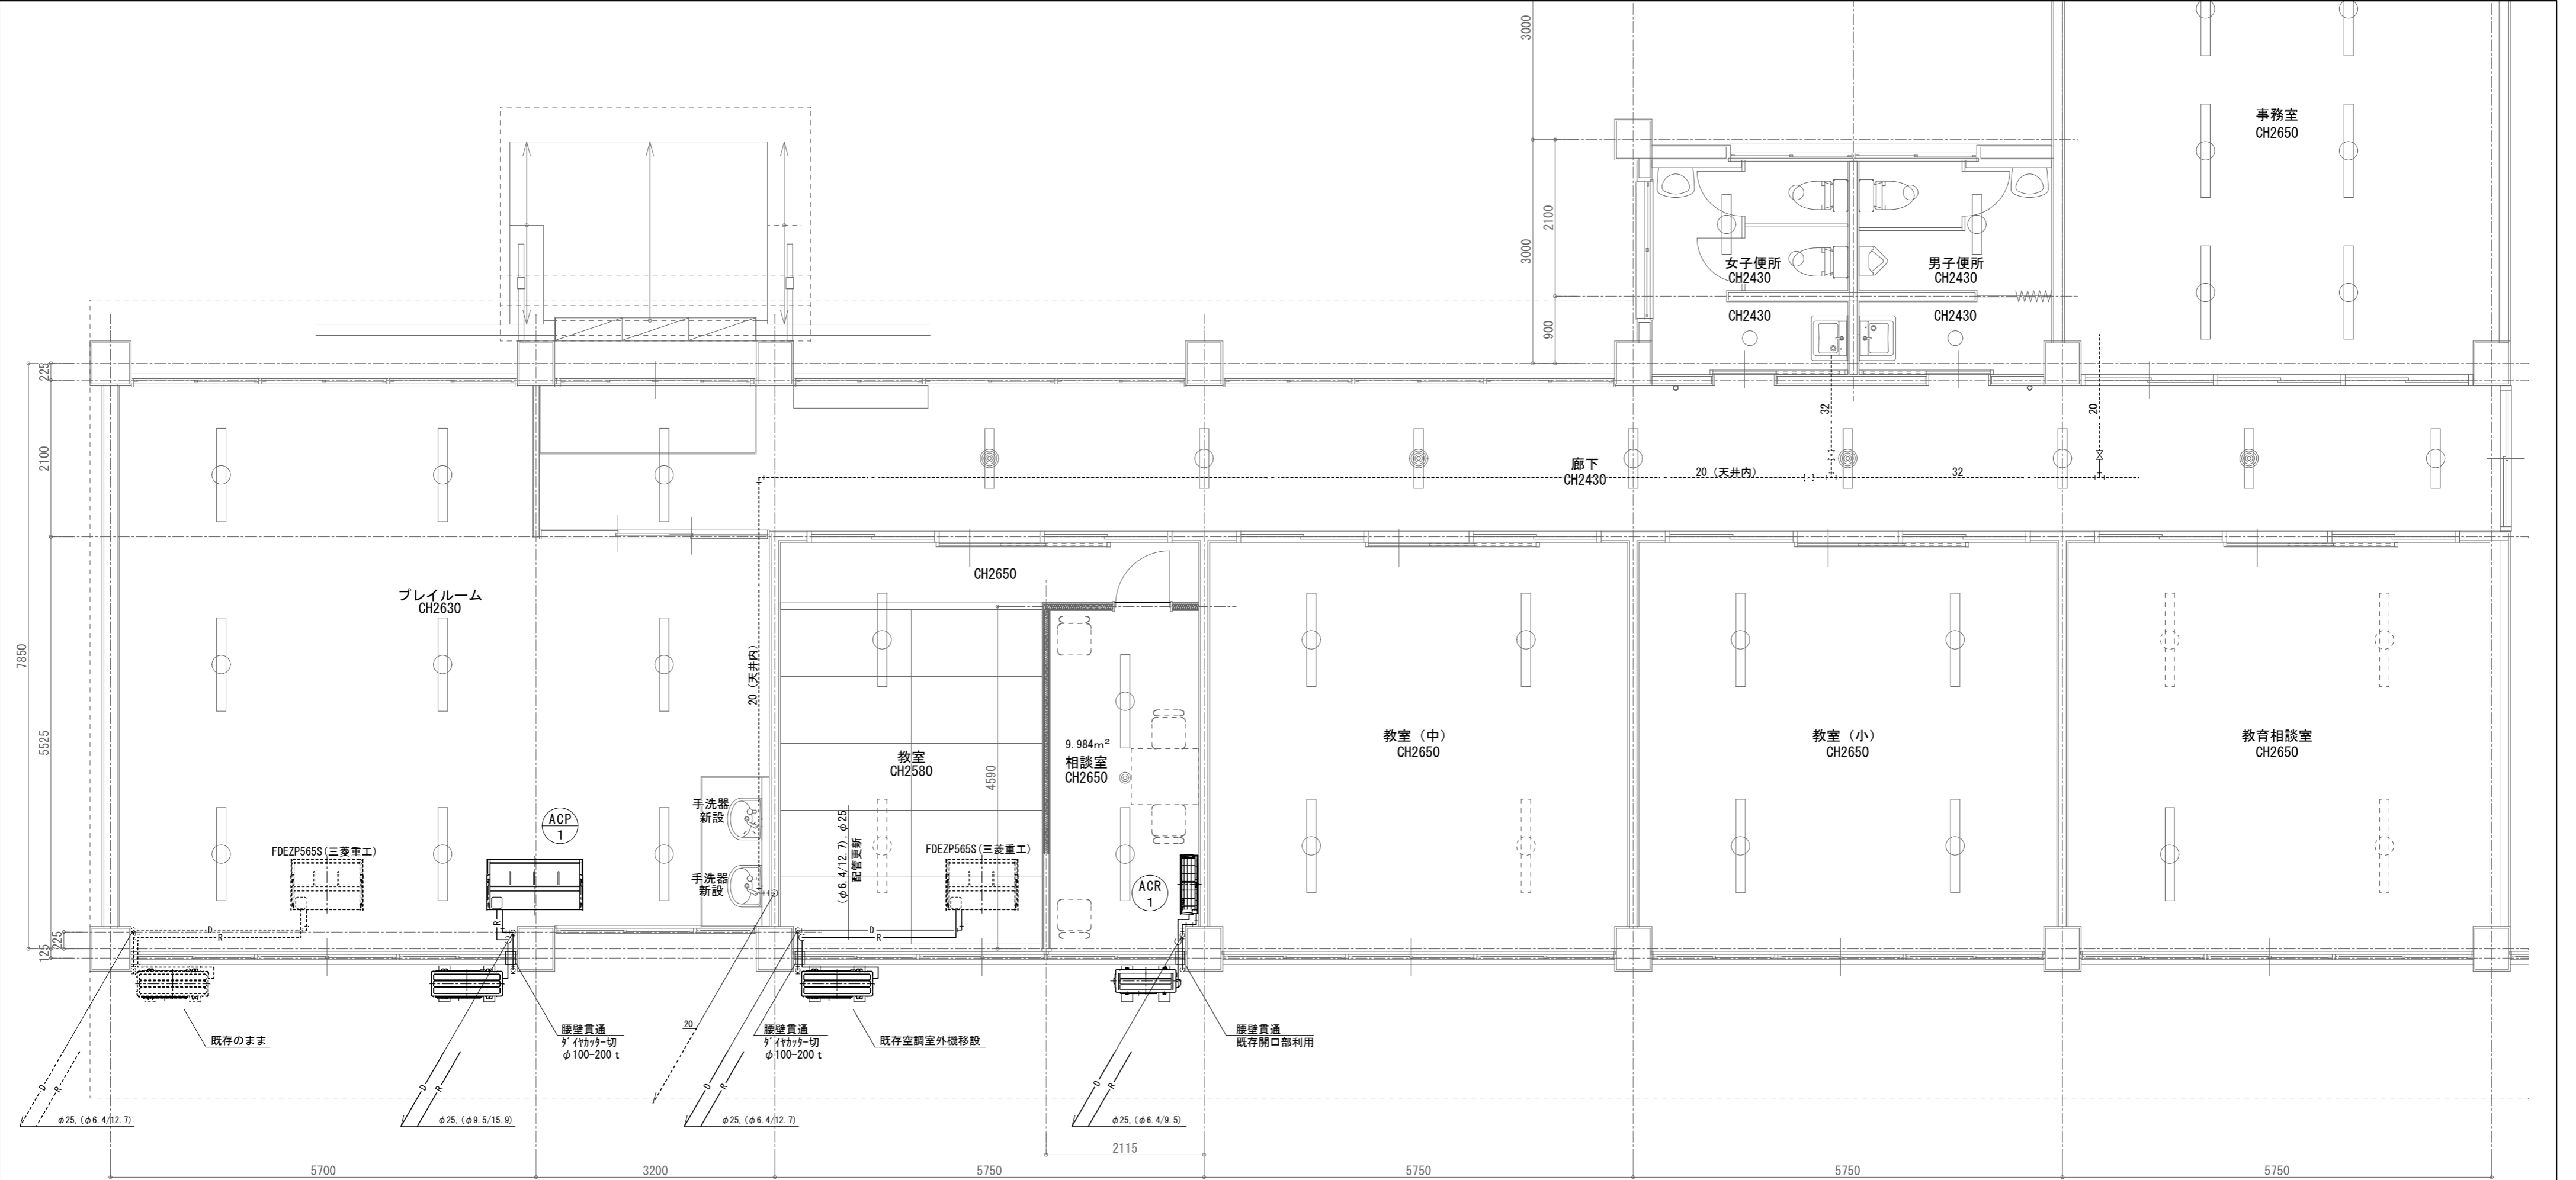 3000
事務室
CH2650
2100
3000
900
女子便所
CH2430
男子便所
CH2430
CH2430
CH2430
225
2100
5525
7850
225
125
32
20
廊下
CH2430
20 (天井内)
32
プレイルーム
CH2630
20 (天井内)
CH2650
教室
CH2580
4590
9.984m²
相談室
CH2650
教室 (中)
CH2650
教室 (小)
CH2650
教育相談室
CH2650
手洗器
新設
手洗器
新設
ACP
1
FDEZP565S(三菱重工)
(φ6.4/12.7).φ25
配管更新
FDEZP565S(三菱重工)
ACR
1
D
R
R
D
R
既存のまま
腰壁貫通
ダイヤカッター切
φ100-200t
20
腰壁貫通
ダイヤカッター切
φ100-200t
既存空調室外機移設
腰壁貫通
既存開口部利用
D
R
D
R
D
R
D
R
φ25, (φ6.4/12.7)
φ25, (φ9.5/15.9)
φ25, (φ6.4/12.7)
φ25, (φ6.4/9.5)
2115
5700
3200
5750
5750
5750
5750